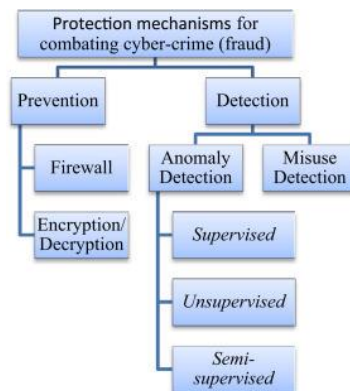 Protection mechanisms for
combating cyber-crime (fraud)
Prevention
Detection
Firewall
Encryption/
Decryption
Anomaly
Detection
Misuse
Detection
Supervised
Unsupervised
Semi-
supervised